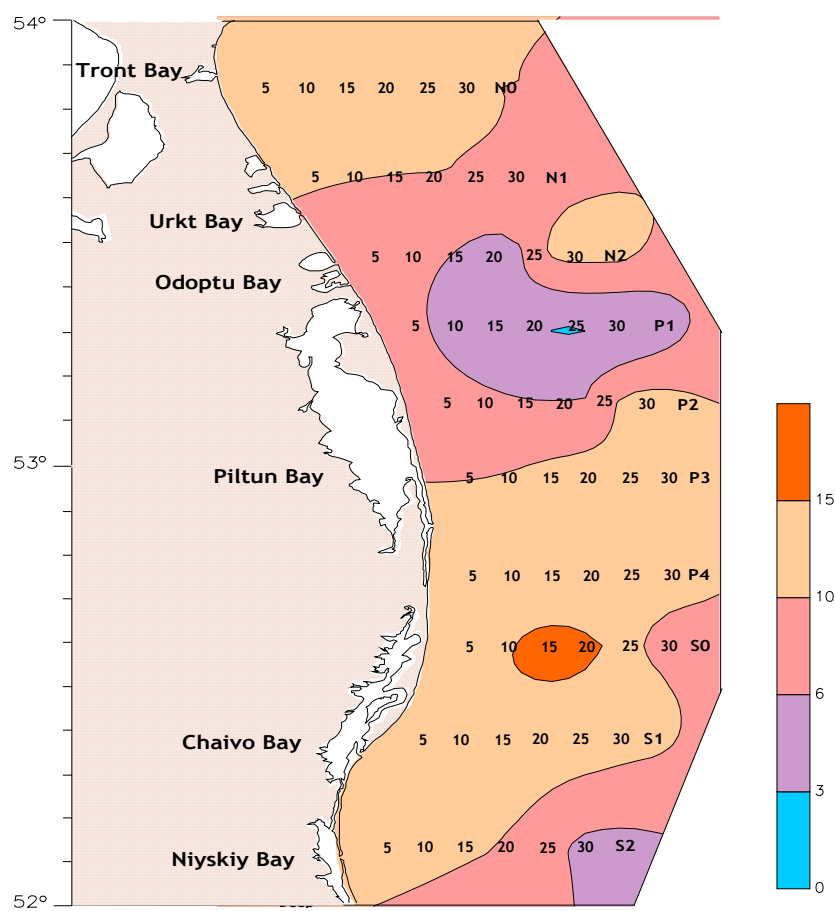 54°
Tront Bay
5 10 15 20 25 30 N0
5 10 15 20 25 30 N1
Urkt Bay
5 10 15 20 25 30 N2
Odoptu Bay
5 10 15 20 25 30 P1
5 10 15 20 25 30 P2
53°
Piltun Bay
5 10 15 20 25 30 P3
15
5 10 15 20 25 30 P4
10
5 10 15 20 25 30 S0
6
Chaivo Bay
5 10 15 20 25 30 S1
3
Niyskiy Bay
5 10 15 20 25 30 S2
0
52°